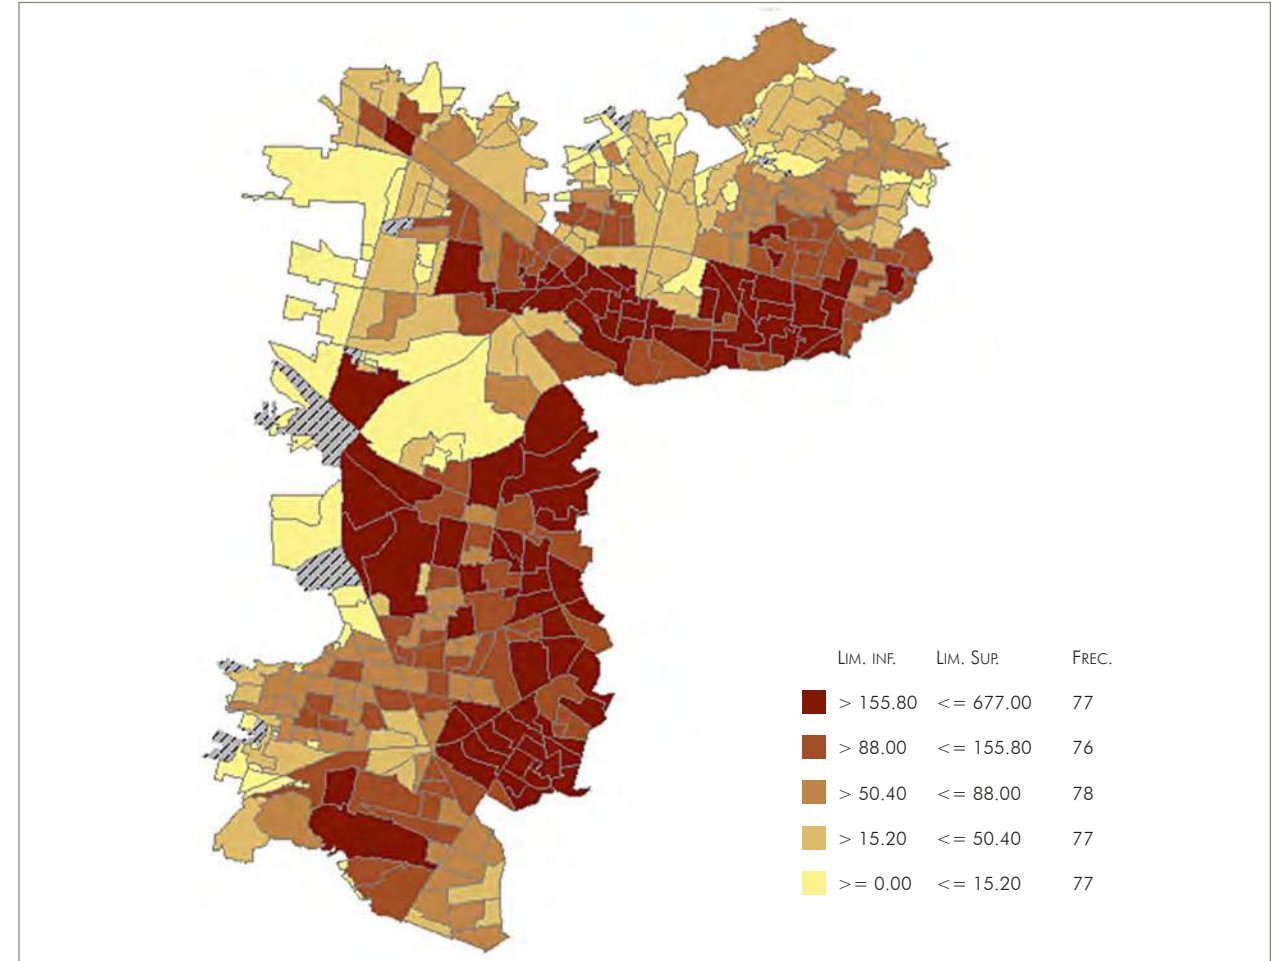 LIM. INF. LIM. SUP. FREC.
> 155.80 <= 677.00 77
> 88.00 <= 155.80 76
> 50.40 <= 88.00 78
> 15.20 <= 50.40 77
>= 0.00 <= 15.20 77